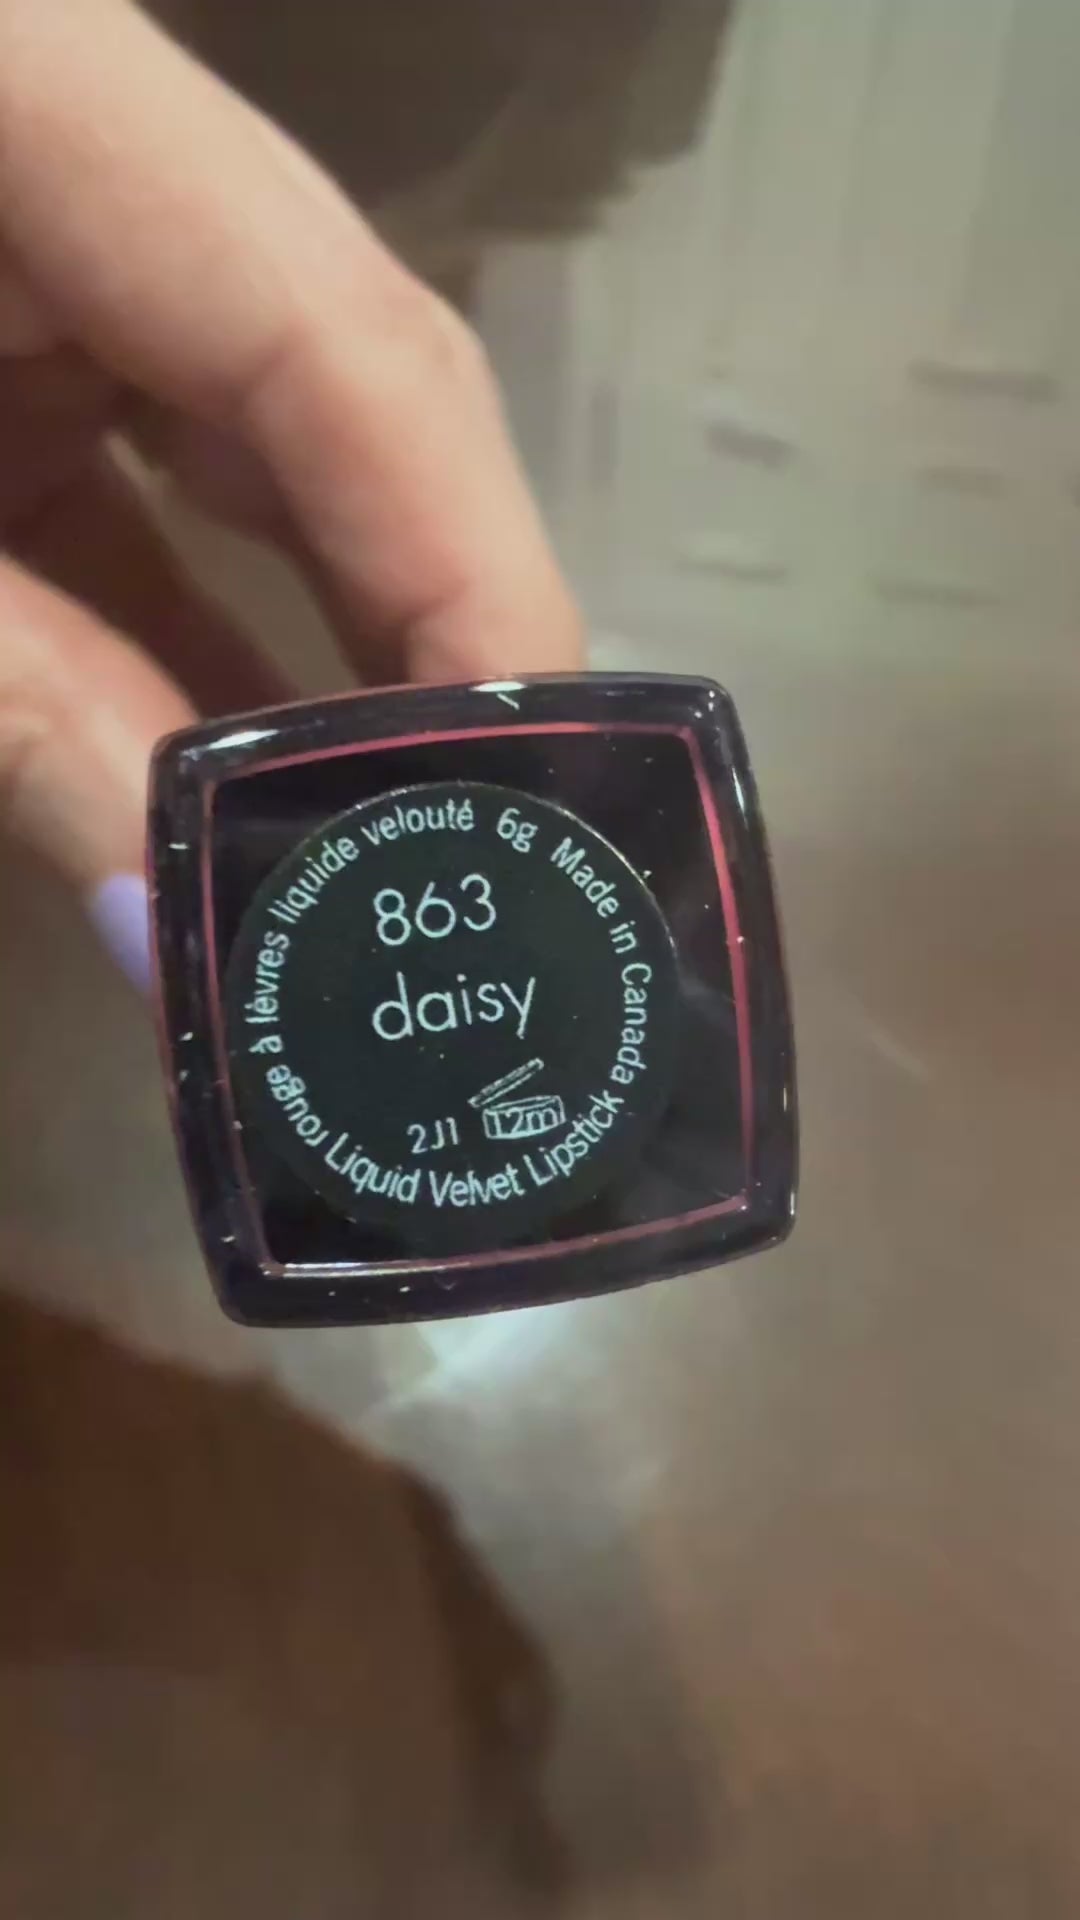 rouge à lèvres liquide velouté 6g Made in Canada
863
daisy
2J1 12m
Liquid Velvet Lipstick